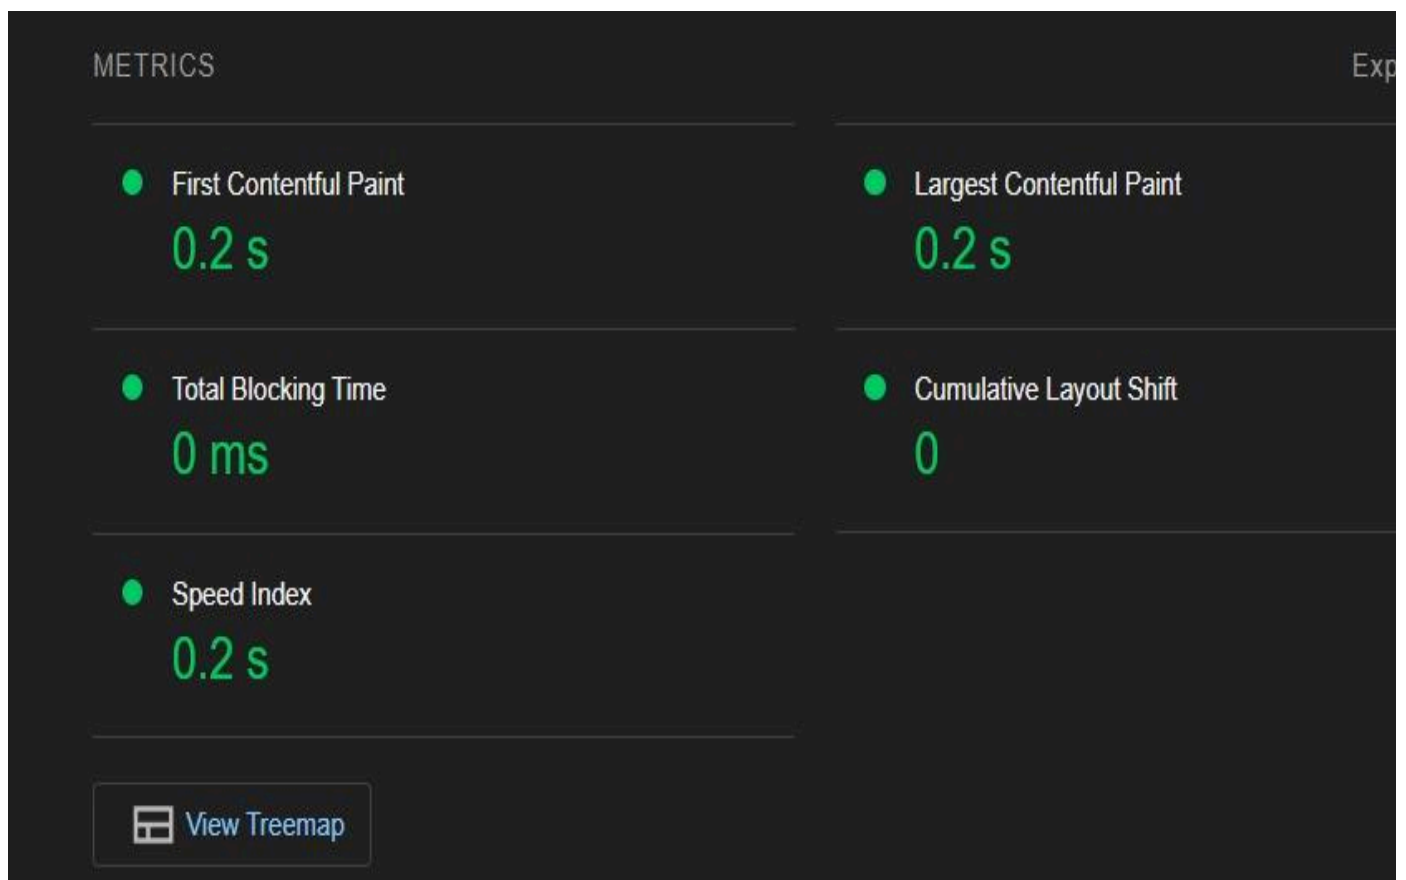 METRICS
Exp
First Contentful Paint
0.2 s
Largest Contentful Paint
0.2 s
Total Blocking Time
0 ms
Cumulative Layout Shift
0
Speed Index
0.2 s
View Treemap